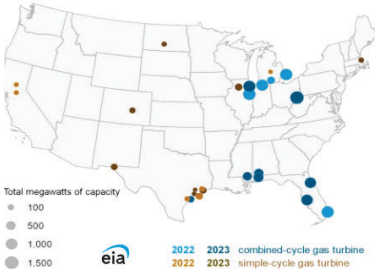 Total megawatts of capacity
100
500
1.000
1.500
eia
2022 2023 combined-cycle gas turbine
2022 2023 simple-cycle gas turbine